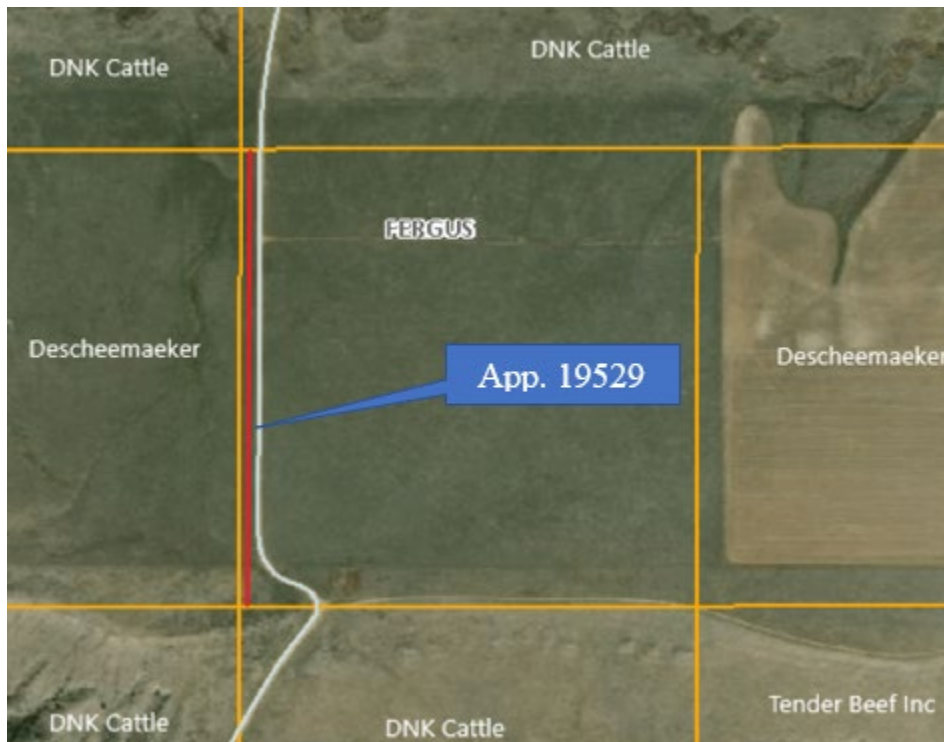 DNK Cattle
DNK Cattle
FERGUS
Descheemaeker
App. 19529
Descheemaeker
DNK Cattle
DNK Cattle
Tender Beef Inc